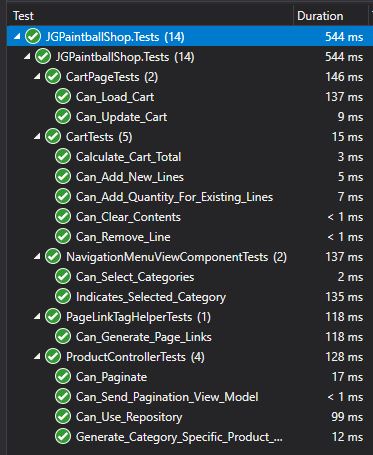 Test Duration
JGPaintballShop.Tests (14) 544 ms
JGPaintballShop.Tests (14) 544 ms
CartPageTests (2) 146 ms
Can_Load_Cart 137 ms
Can_Update_Cart 9 ms
CartTests (5) 15 ms
Calculate_Cart_Total 3 ms
Can_Add_New_Lines 5 ms
Can_Add_Quantity_For_Existing_Lines 7 ms
Can_Clear_Contents < 1 ms
Can_Remove_Line < 1 ms
NavigationMenuViewComponentTests (2) 137 ms
Can_Select_Categories 2 ms
Indicates_Selected_Category 135 ms
PageLinkTagHelperTests (1) 118 ms
Can_Generate_Page_Links 118 ms
ProductControllerTests (4) 128 ms
Can_Paginate 17 ms
Can_Send_Pagination_View_Model < 1 ms
Can_Use_Repository 99 ms
Generate_Category_Specific_Product_... 12 ms